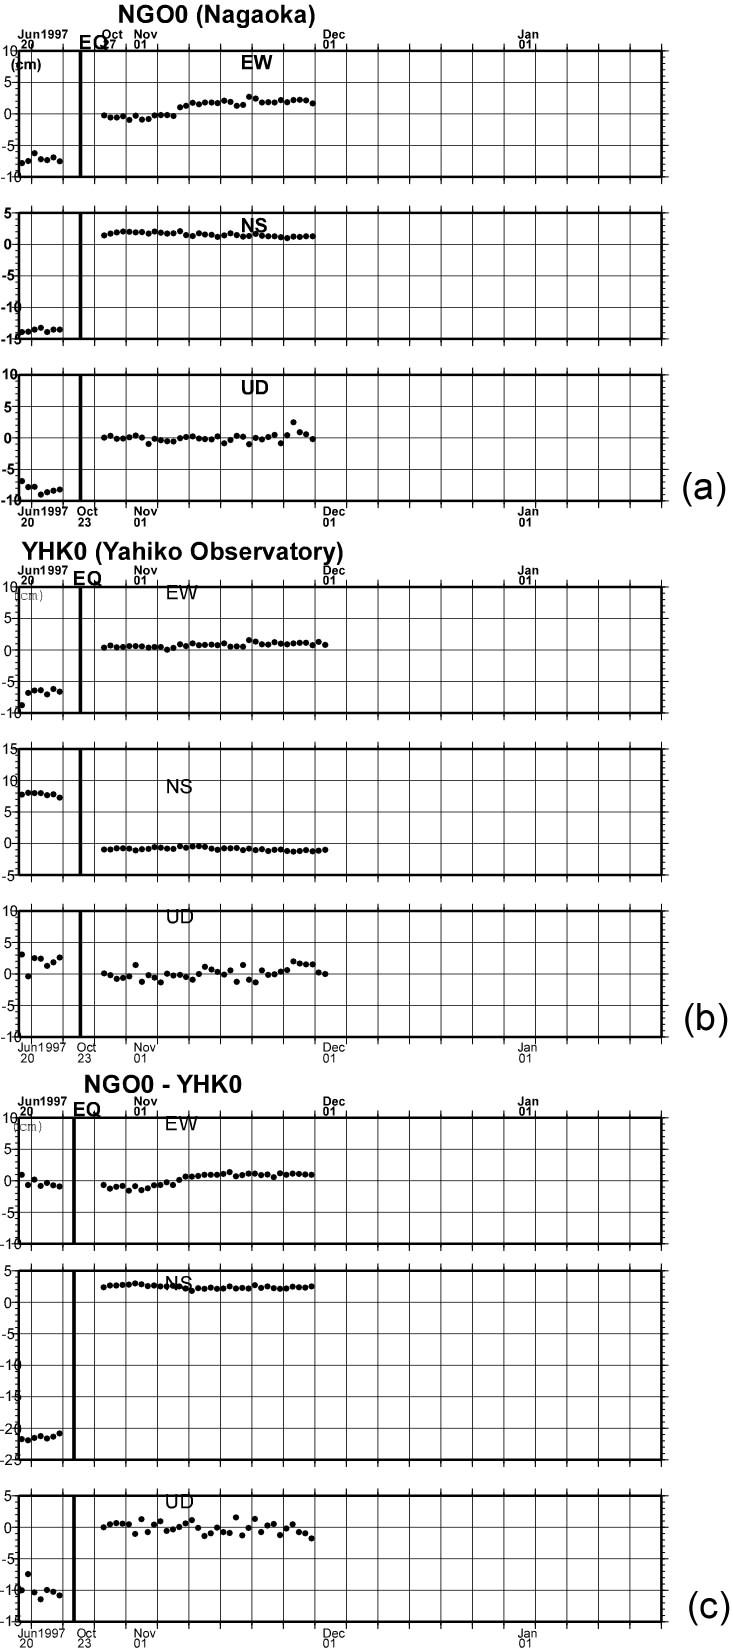 NGO0 (Nagaoka)
Jun1997 EQ Oct Nov Dec Jan
20 27 01 01 01
10
(cm) EW
5
0
-5
-10
5
NS
0
-5
-10
-15
10
UD
5
0
-5
-10
(a)
Jun1997 Oct Nov Dec Jan
20 23 01 01 01
YHK0 (Yahiko Observatory)
Jun1997 EQ Nov Dec Jan
20 01 01 01
10
(cm) EW
5
0
-5
-10
15
10
NS
5
0
-5
10
UD
5
0
-5
-10
(b)
Jun1997 Oct Nov Dec Jan
20 23 01 01 01
NGO0 - YHK0
Jun1997 EQ Nov Dec Jan
20 01 01 01
10
(cm) EW
5
0
-5
-10
5
NS
0
-5
-10
-15
-20
-25
5
UD
0
-5
-10
-15
(c)
Jun1997 Oct Nov Dec Jan
20 23 01 01 01